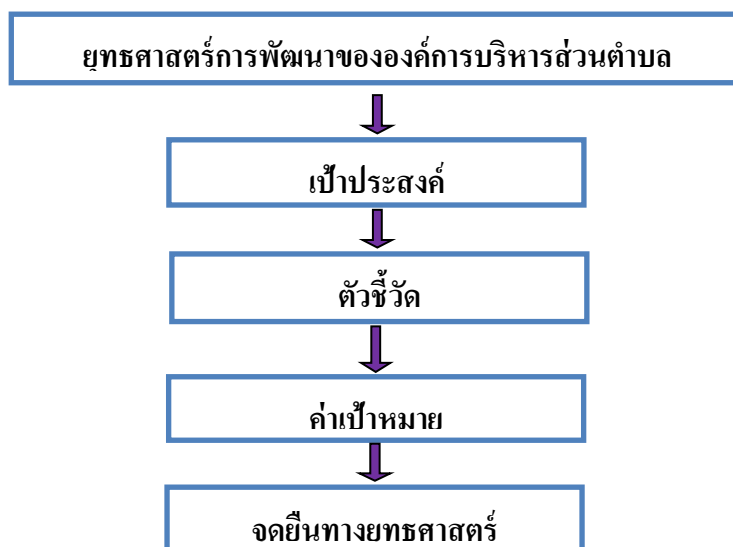 ยุทธศาสตร์การพัฒนาขององค์การบริหารส่วนตำบล
เป้าประสงค์
ตัวชี้วัด
ค่าเป้าหมาย
จุดยืนทางยุทธศาสตร์